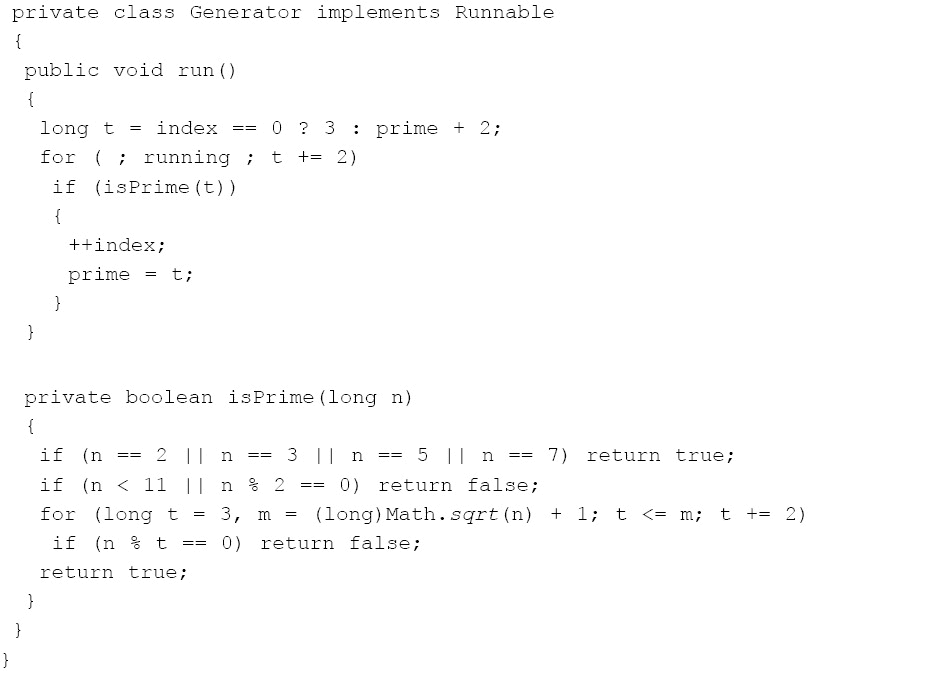 private class Generator implements Runnable
{
public void run()
{
long t = index == 0 ? 3 : prime + 2;
for ( ; running ; t += 2)
if (isPrime(t))
{
++index;
prime = t;
}
}
private boolean isPrime(long n)
{
if (n == 2 || n == 3 || n == 5 || n == 7) return true;
if (n < 11 || n % 2 == 0) return false;
for (long t = 3, m = (long)Math.sqrt(n) + 1; t <= m; t += 2)
if (n % t == 0) return false;
return true;
}
}
}